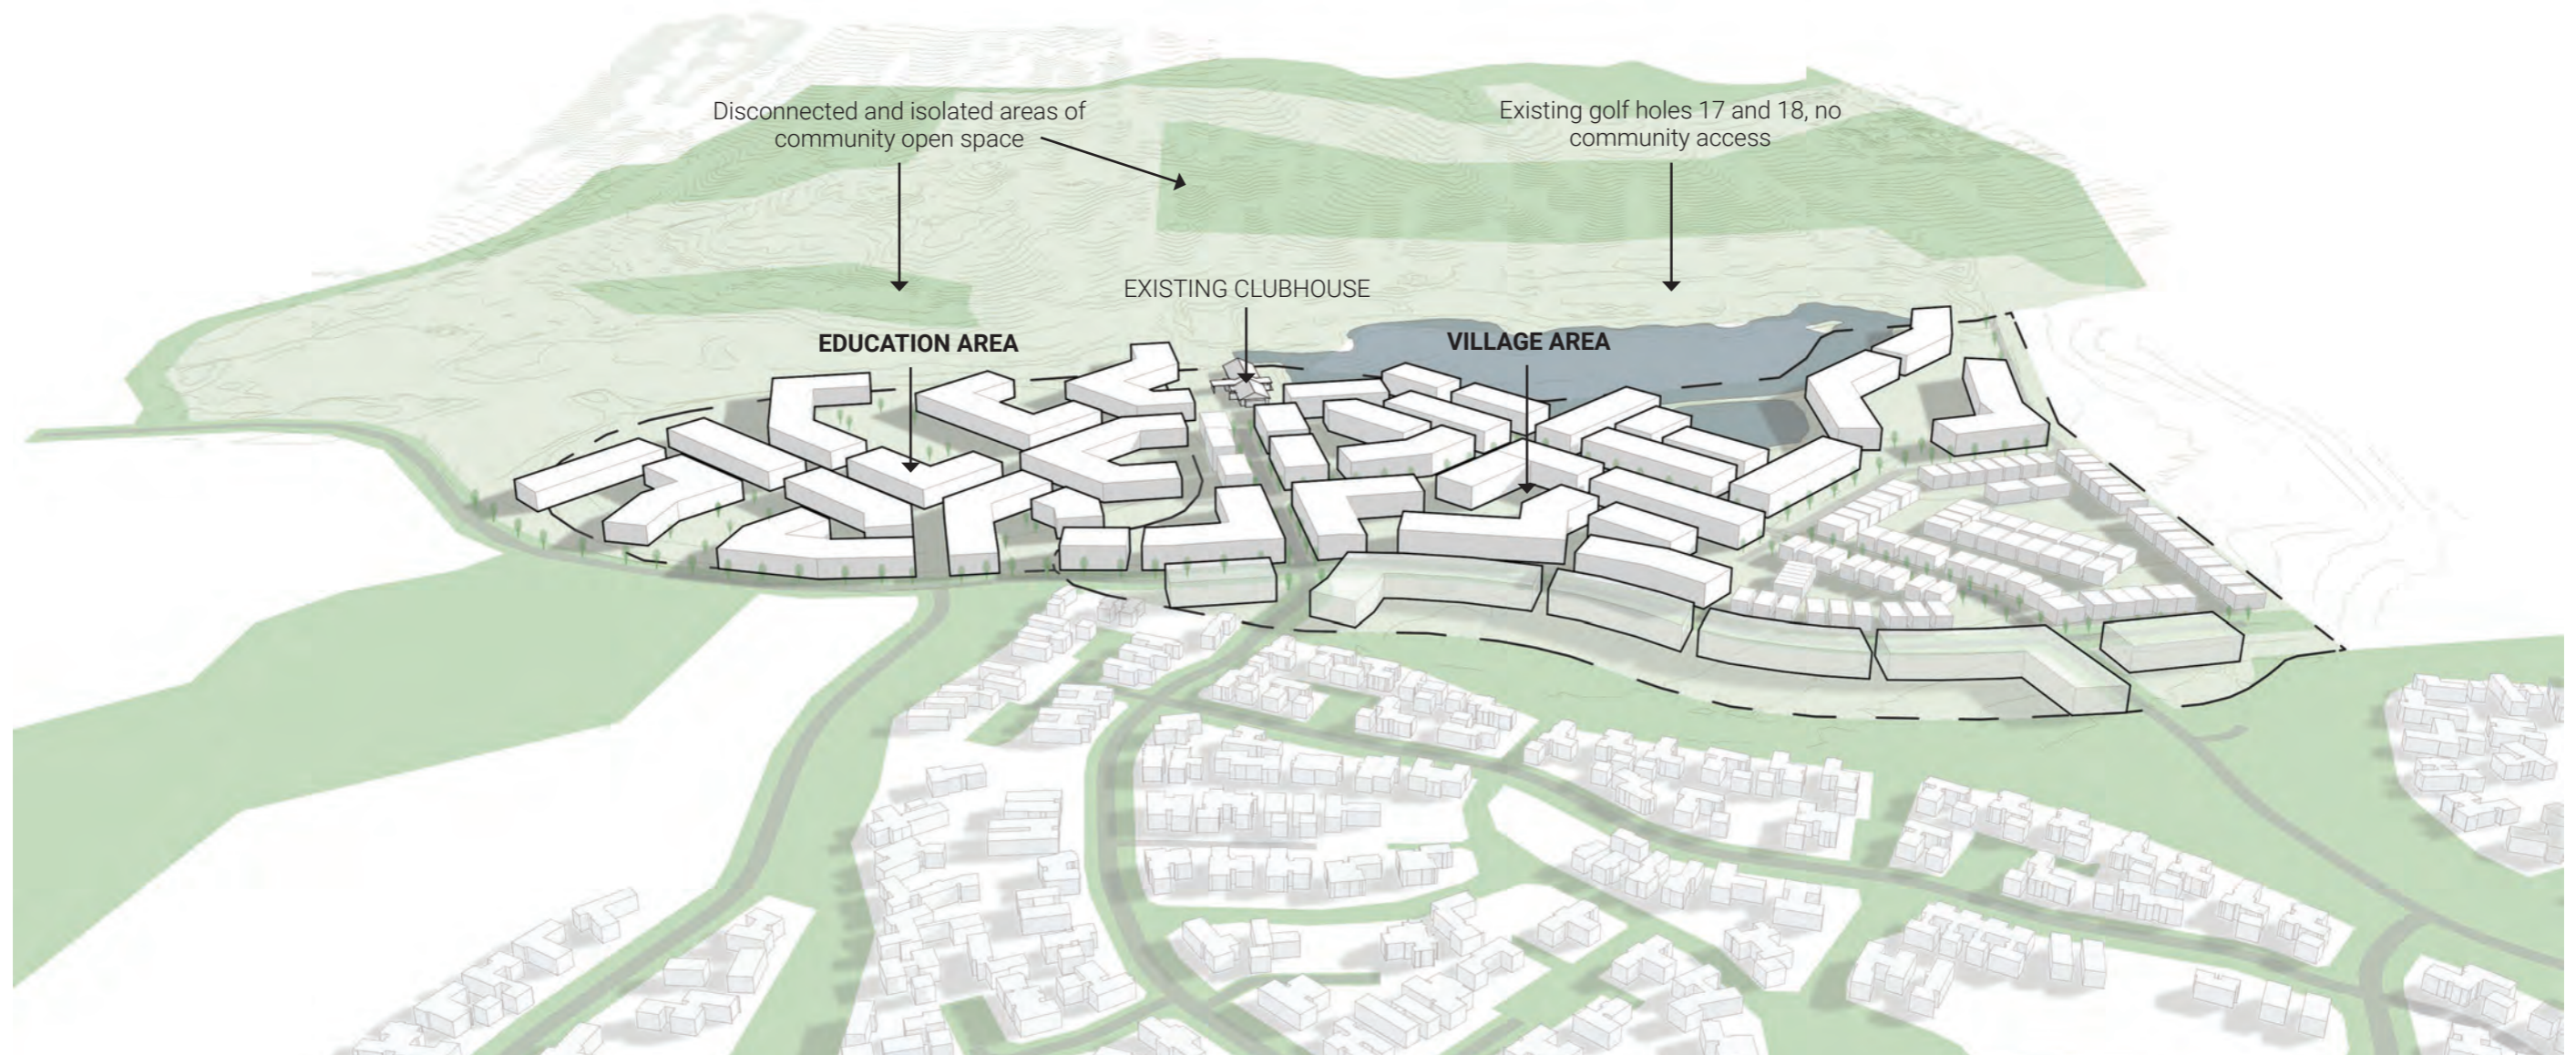 Disconnected and isolated areas of
community open space
Existing golf holes 17 and 18, no
community access
EXISTING CLUBHOUSE
EDUCATION AREA
VILLAGE AREA